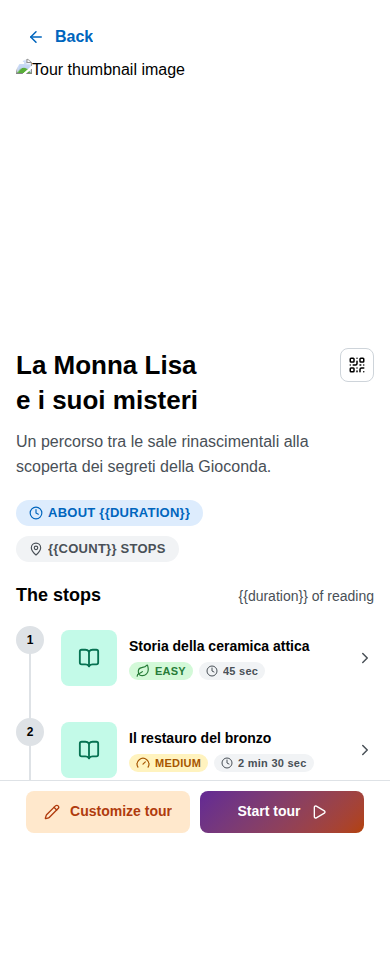 Back
Tour thumbnail image
La Monna Lisa
e i suoi misteri
Un percorso tra le sale rinascimentali alla
scoperta dei segreti della Gioconda.
ABOUT {{DURATION}}
{{COUNT}} STOPS
The stops
{{duration}} of reading
1
Storia della ceramica attica
EASY
45 sec
2
Il restauro del bronzo
MEDIUM
2 min 30 sec
Customize tour
Start tour